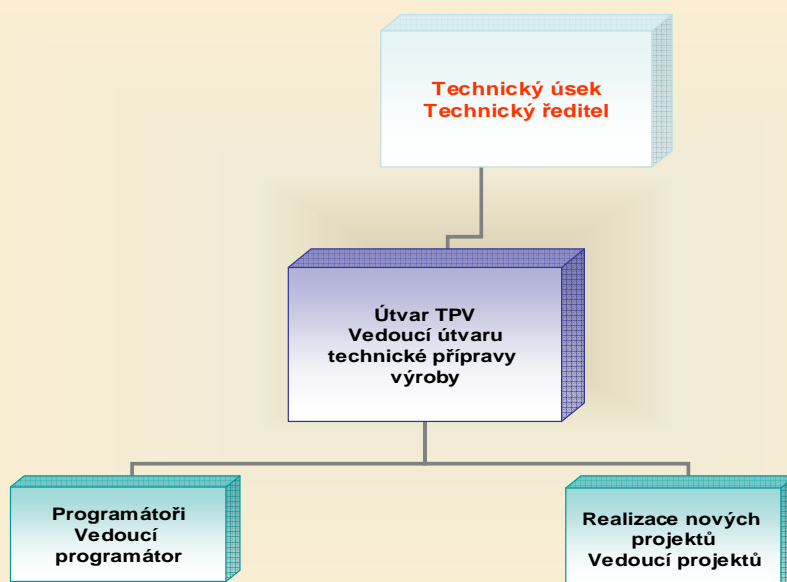 Technický úsek
Technický ředitel
Útvar TPV
Vedoucí útvaru
technické přípravy
výroby
Programátoři
Vedoucí
programátor
Realizace nových
projektů
Vedoucí projektů